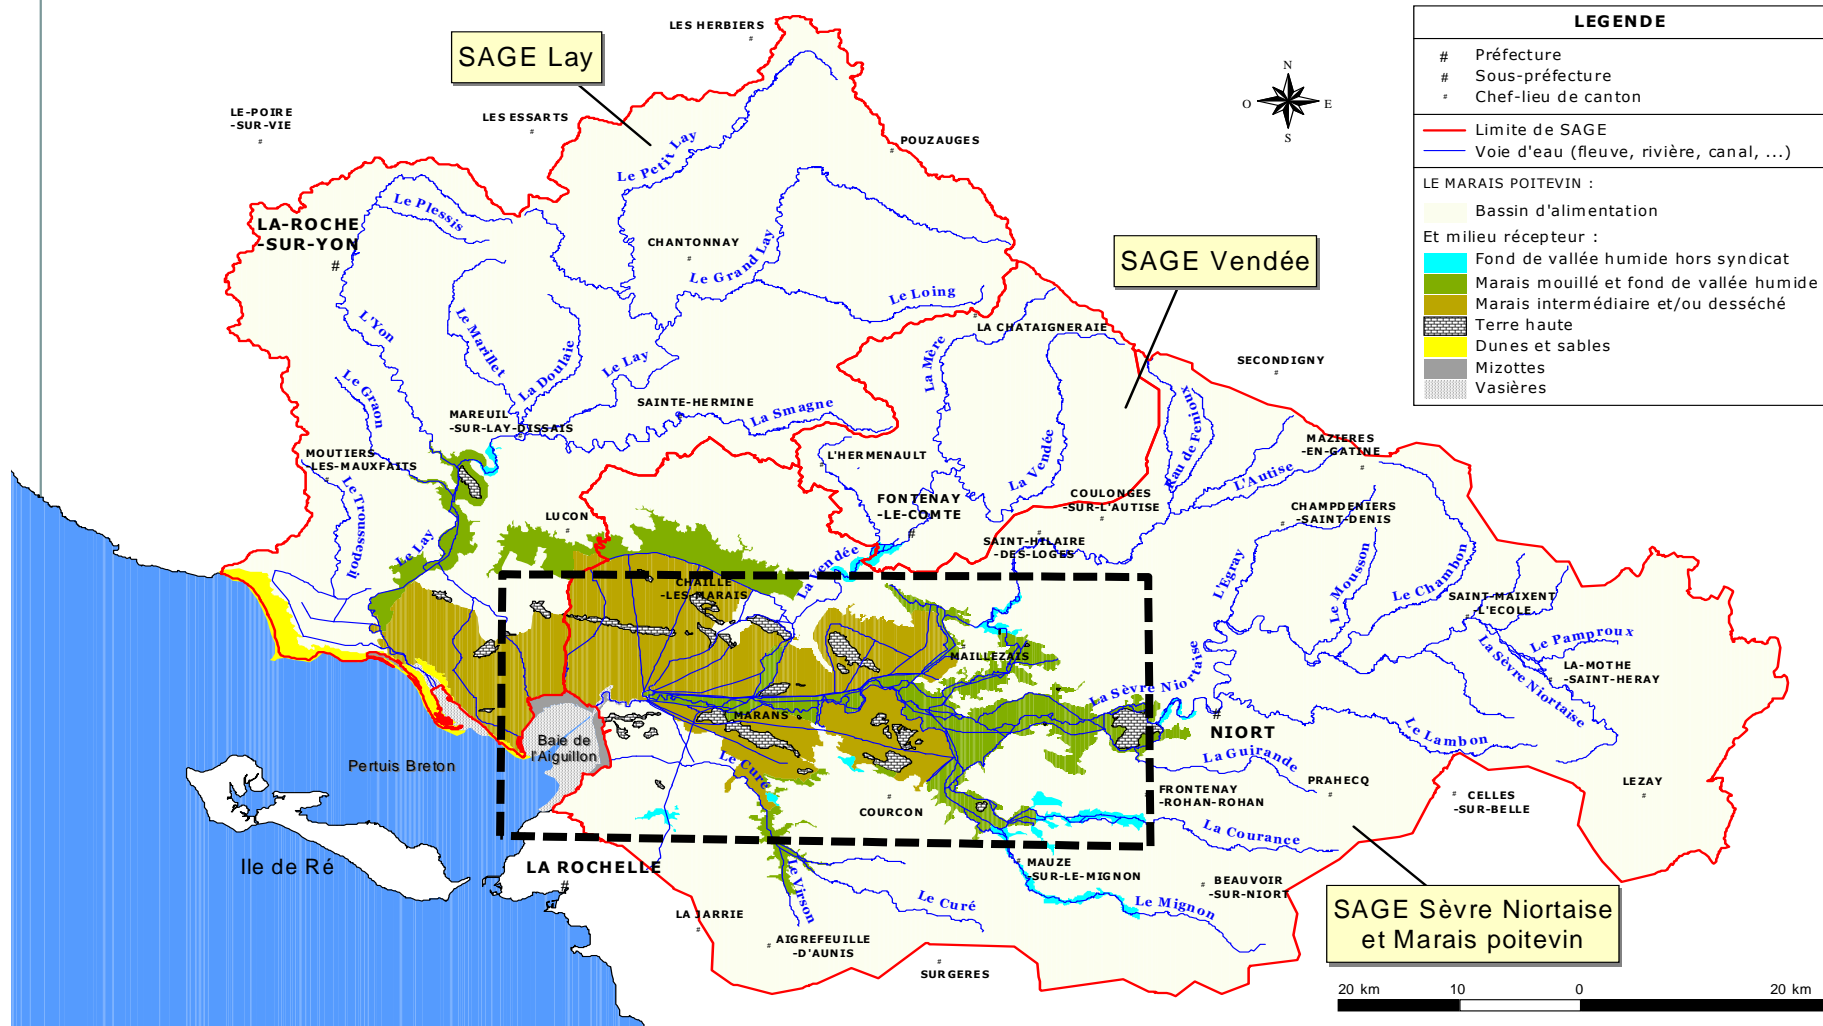 LES HERBIERS
SAGE Lay
LE-POIRE
-SUR-VIE
LES ESSARTS
POUZAUGES
Le Petit Lay
N
O
E
S
LEGENDE
# Préfecture
# Sous-préfecture
# Chef-lieu de canton
Limite de SAGE
Voie d'eau (fleuve, rivière, canal, ...)
LE MARAIS POITEVIN :
Bassin d'alimentation
Et milieu récepteur :
Fond de vallée humide hors syndicat
Marais mouillé et fond de vallée humide
Marais intermédiaire et/ou desséché
Terre haute
Dunes et sables
Mizottes
Vasières
Le Plessis
LA-ROCHE
-SUR-YON
#
CHANTONNAY
Le Grand Lay
SAGE Vendée
Le Loing
L'Yon
Le Marillet
La Doulaie
Le Lay
LA CHATAIGNERAIE
La Mère
SECONDIGNY
Le Graon
MAREUIL
-SUR-LAY-DISSAIS
SAINTE-HERMINE
La Smagne
Rau de Fenioux
MAZIERES
-EN-GATINE
MOUTIERS
-LES-MAUXFAITS
L'HERMENAULT
La Vendée
L'Autise
Le Troussepoil
LUCON
FONTENAY
-LE-COMTE
#
COULONGES
-SUR-L'AUTISE
CHAMPDENIERS
-SAINT-DENIS
Le Lay
SAINT-HILAIRE
-DES-LOGES
La Vendée
L'Egray
Le Mousson
Le Chambon
CHAILLE
-LES-MARAIS
SAINT-MAIXENT
-L'ECOLE
Le Pamproux
MAILLEZAIS
La Sèvre Niortaise
LA-MOTHE
-SAINT-HERAY
La Sèvre Niortaise
MARANS
#
NIORT
Le Lambon
Baie de
l'Aiguillon
Pertuis Breton
Le Curé
La Guirande
PRAHECQ
LEZAY
FRONTENAY
-ROHAN-ROHAN
CELLES
-SUR-BELLE
COURCON
La Courance
Ile de Ré
LA ROCHELLE
#
MAUZE
-SUR-LE-MIGNON
BEAUVOIR
-SUR-NIORT
Le Virson
Le Curé
Le Mignon
SAGE Sèvre Niortaise
et Marais poitevin
LA JARRIE
AIGREFEUILLE
-D'AUNIS
SURGERES
20 km 10 0 20 km